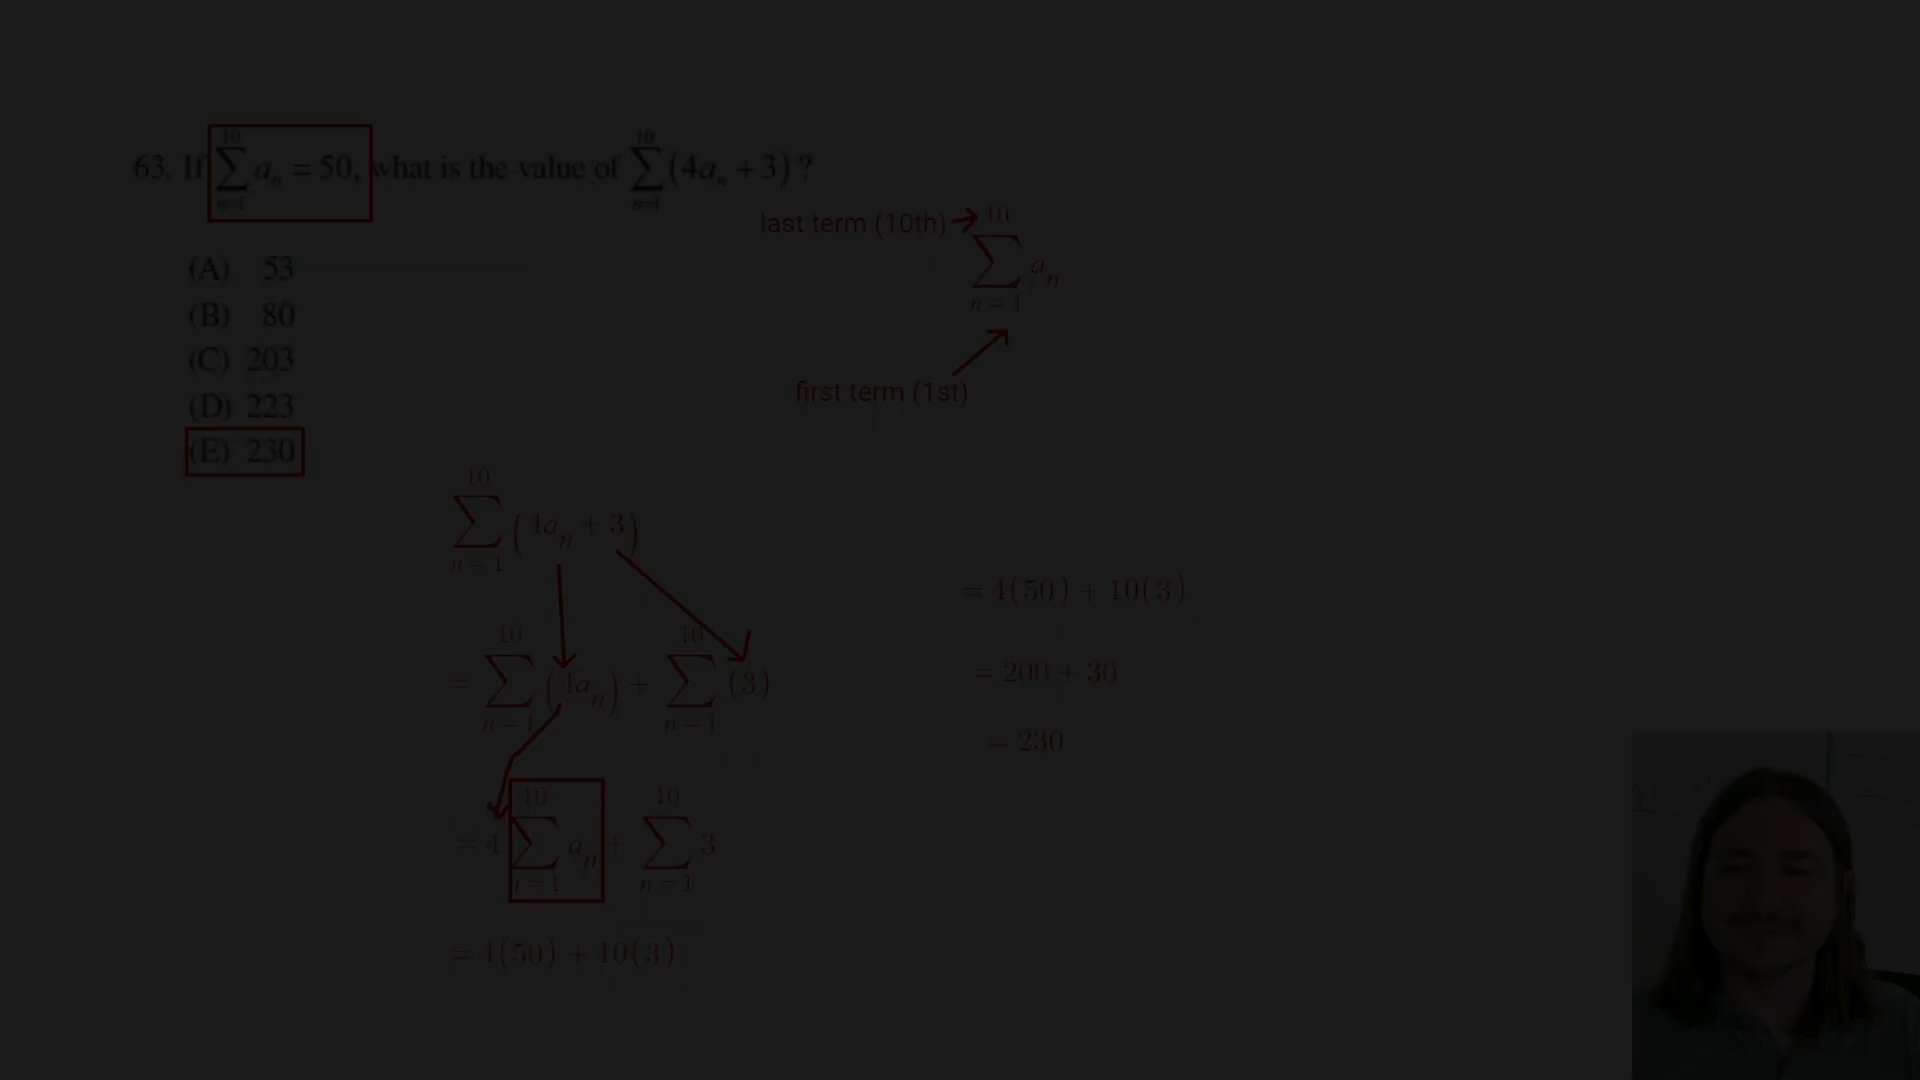 63. If \sum_{n=1}^{10} a_n = 50, what is the value of \sum_{n=1}^{10} (4a_n + 3) ?
last term (10th) → \sum_{n=1}^{10} a_n
first term (1st)
(A) 53
(B) 80
(C) 203
(D) 223
(E) 230
\sum_{n=1}^{10} (4a_n + 3)
= \sum_{n=1}^{10} (4a_n) + \sum_{n=1}^{10} (3)
= 4 \sum_{n=1}^{10} a_n + \sum_{n=1}^{10} 3
= 4(50) + 10(3)
= 4(50) + 10(3)
= 200 + 30
= 230